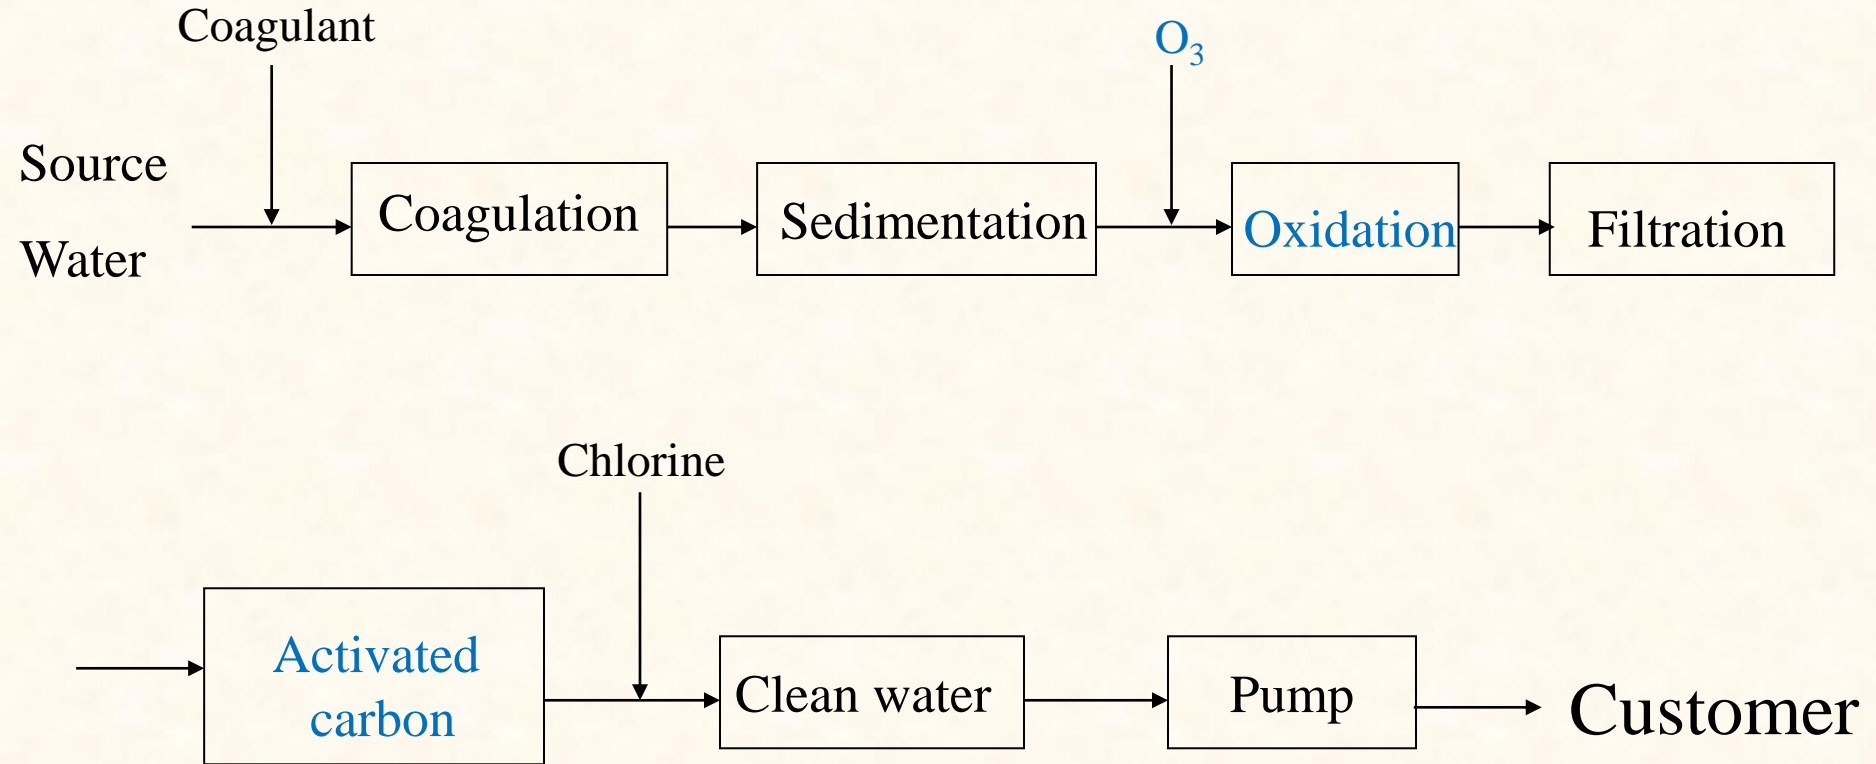 Coagulant
O₃
Source
Water
Coagulation
Sedimentation
Oxidation
Filtration
Chlorine
Activated
carbon
Clean water
Pump
Customer